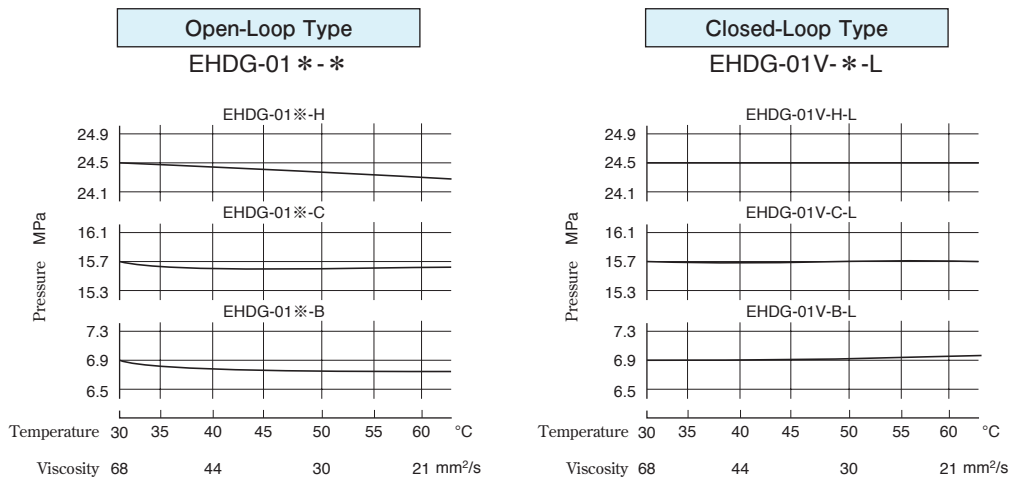 Open-Loop Type
EHDG-01＊-＊
EHDG-01※-H
24.9
24.5
24.1
EHDG-01※-C
16.1
15.7
15.3
EHDG-01※-B
7.3
6.9
6.5
Pressure MPa
Temperature 30 35 40 45 50 55 60 °C
Viscosity 68 44 30 21 mm²/s
Closed-Loop Type
EHDG-01V-＊-L
EHDG-01V-H-L
24.9
24.5
24.1
EHDG-01V-C-L
16.1
15.7
15.3
EHDG-01V-B-L
7.3
6.9
6.5
Pressure MPa
Temperature 30 35 40 45 50 55 60 °C
Viscosity 68 44 30 21 mm²/s